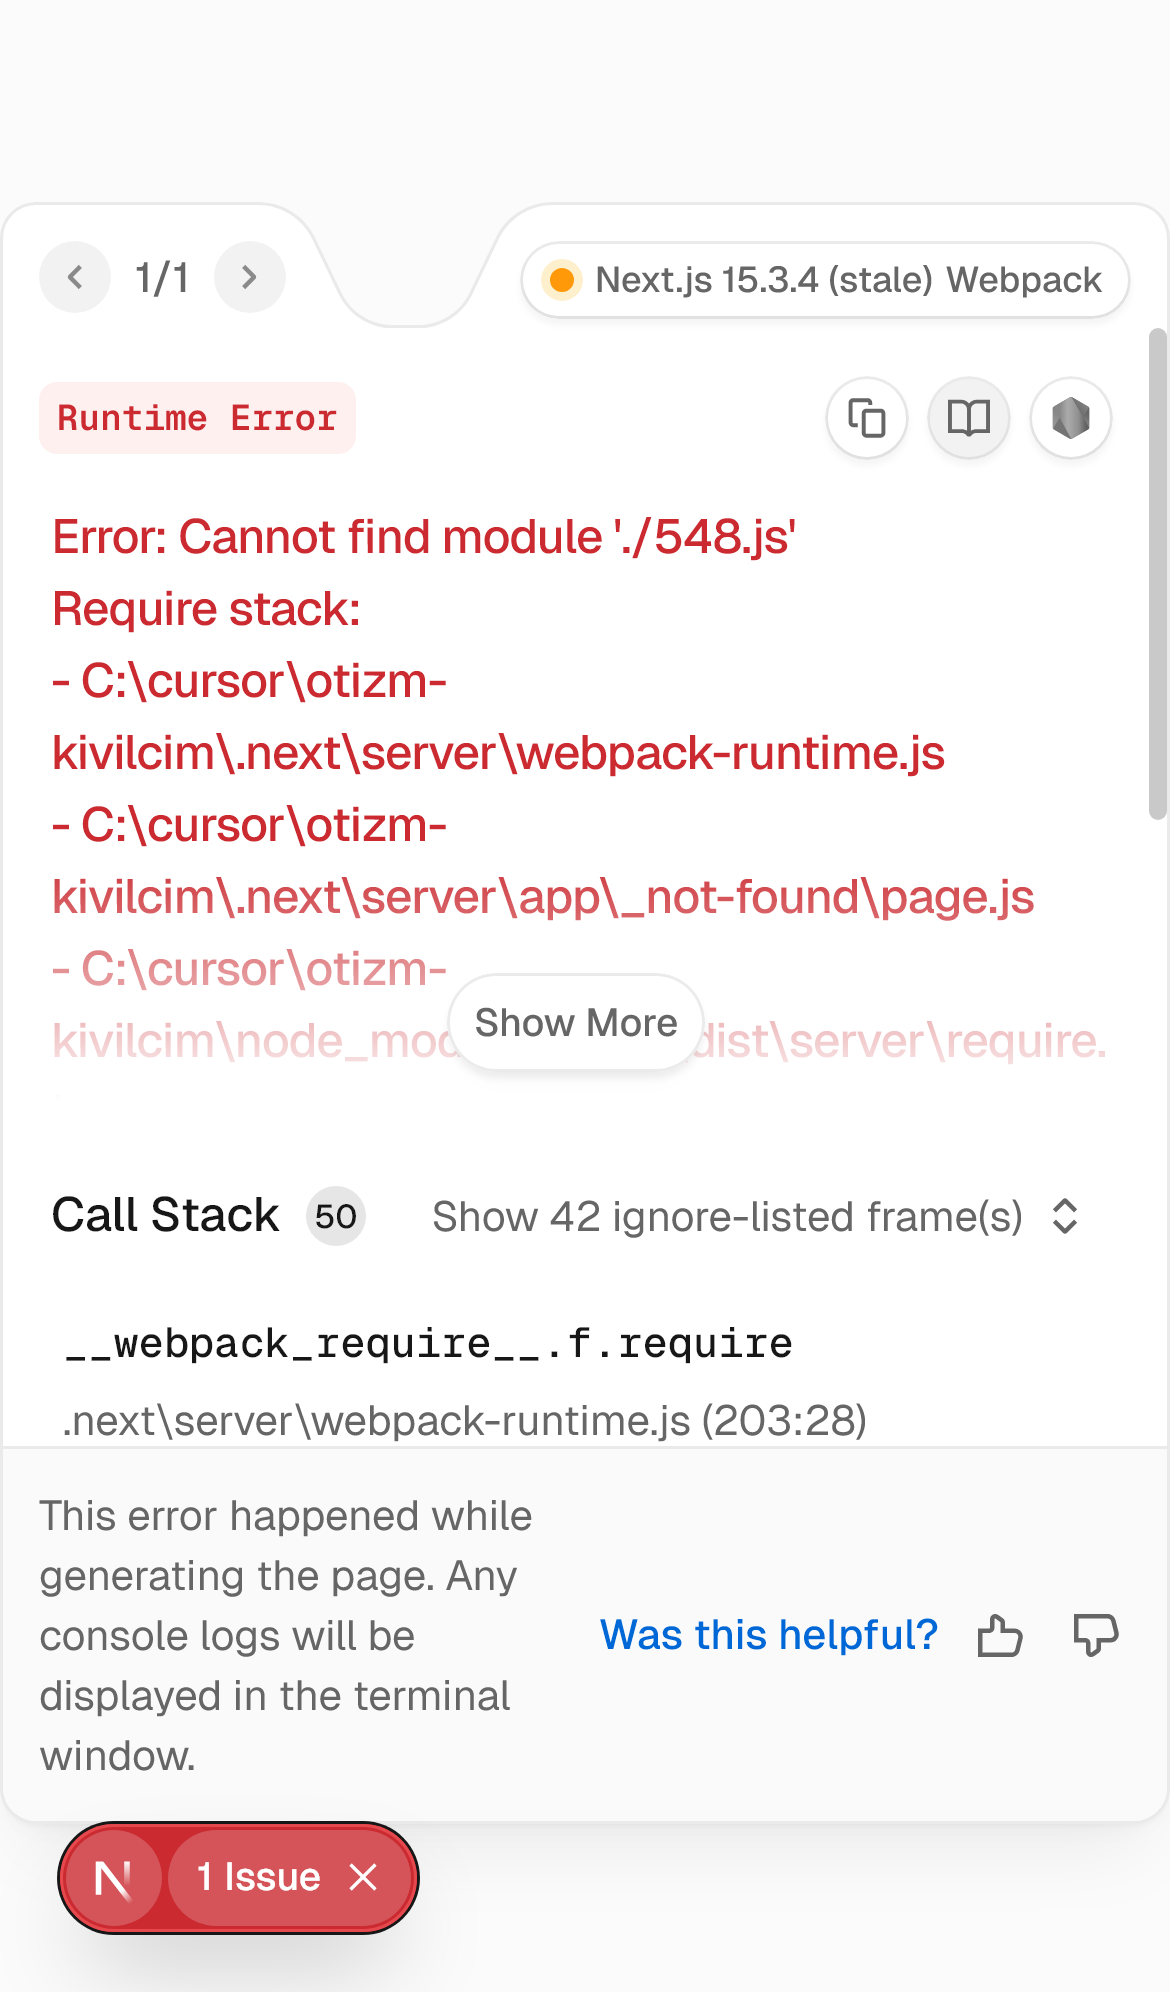 1/1
Next.js 15.3.4 (stale) Webpack
Runtime Error
Error: Cannot find module './548.js'
Require stack:
- C:\cursor\otizm-
kivilcim\.next\server\webpack-runtime.js
- C:\cursor\otizm-
kivilcim\.next\server\app\_not-found\page.js
- C:\cursor\otizm-
kivilcim\node_mod dist\server\require.
Show More
Call Stack 50 Show 42 ignore-listed frame(s)
__webpack_require__.f.require
.next\server\webpack-runtime.js (203:28)
This error happened while
generating the page. Any
console logs will be
displayed in the terminal
window.
Was this helpful?
N 1 Issue